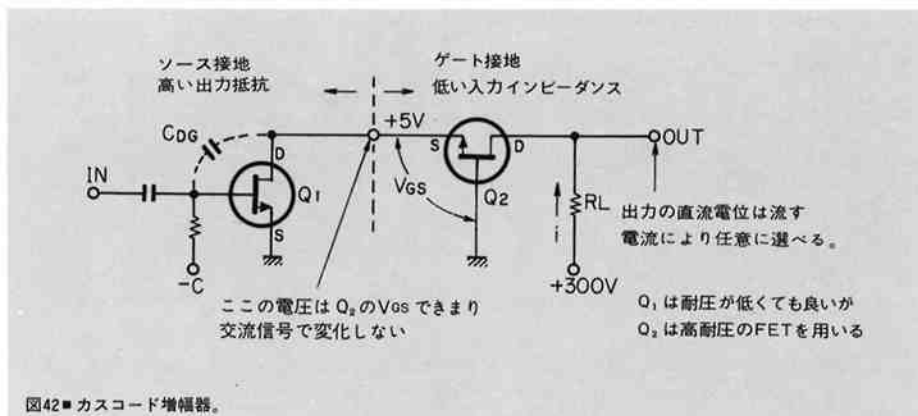 ソース接地
高い出力抵抗
ゲート接地
低い入力インピーダンス
CDG
+5V
IN
D
Q1
S
-C
S
D
VGS
Q2
OUT
i
RL
+300V
出力の直流電位は流す
電流により任意に選べる。
ここの電圧はQ2のVGSできまり
交流信号で変化しない
Q1は耐圧が低くても良いが
Q2は高耐圧のFETを用いる
図42■カスコード増幅器。